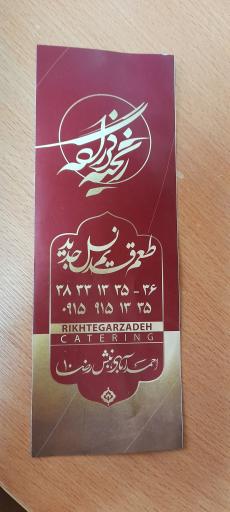 ریخته‌گرزاده
طعم قدیم نسل جدید
۳۸ ۳۳ ۱۳ ۳۵ - ۳۶
۰۹۱۵ ۹۱۵ ۱۳ ۳۵
RIKHTEGARZADEH
CATERING
احمدآباد، نبش رضا ۱۰